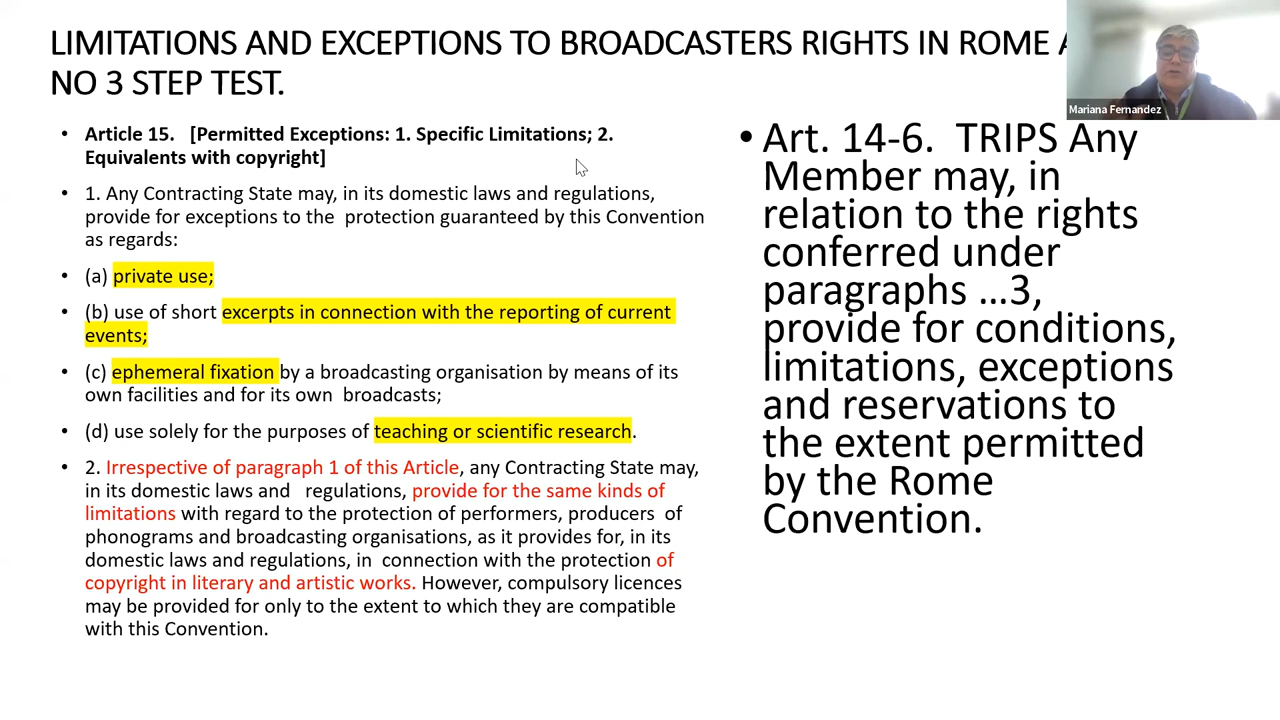 LIMITATIONS AND EXCEPTIONS TO BROADCASTERS RIGHTS IN ROME
NO 3 STEP TEST.
Mariana Fernandez
• Article 15. [Permitted Exceptions: 1. Specific Limitations; 2.
Equivalents with copyright]
• 1. Any Contracting State may, in its domestic laws and regulations,
provide for exceptions to the protection guaranteed by this Convention
as regards:
• (a) private use;
• (b) use of short excerpts in connection with the reporting of current
events;
• (c) ephemeral fixation by a broadcasting organisation by means of its
own facilities and for its own broadcasts;
• (d) use solely for the purposes of teaching or scientific research.
• 2. Irrespective of paragraph 1 of this Article, any Contracting State may,
in its domestic laws and regulations, provide for the same kinds of
limitations with regard to the protection of performers, producers of
phonograms and broadcasting organisations, as it provides for, in its
domestic laws and regulations, in connection with the protection of
copyright in literary and artistic works. However, compulsory licences
may be provided for only to the extent to which they are compatible
with this Convention.
• Art. 14-6. TRIPS Any
Member may, in
relation to the rights
conferred under
paragraphs …3,
provide for conditions,
limitations, exceptions
and reservations to
the extent permitted
by the Rome
Convention.